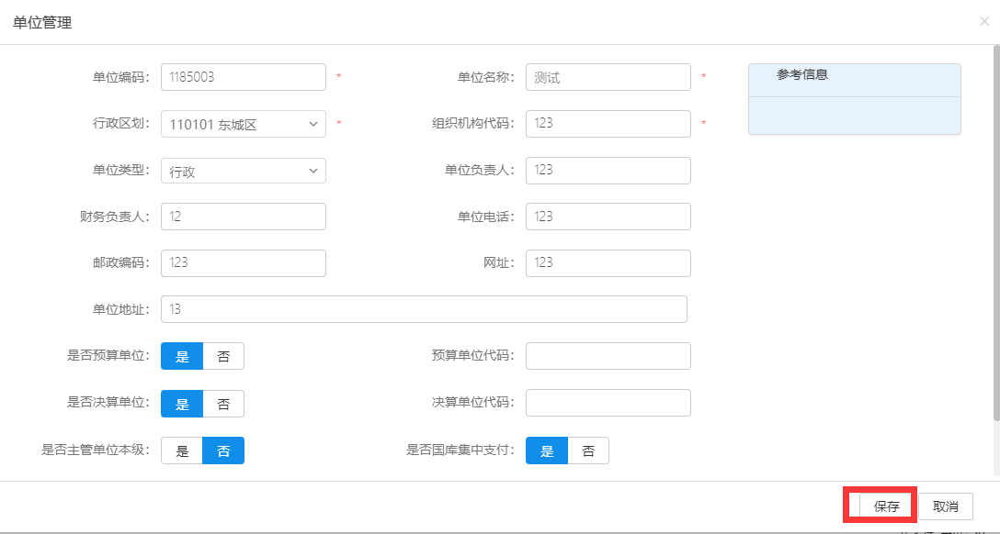 单位管理
单位编码: 1185003 * 单位名称: 测试 * 参考信息
行政区划: 110101 东城区 * 组织机构代码: 123 *
单位类型: 行政 单位负责人: 123
财务负责人: 12 单位电话: 123
邮政编码: 123 网址: 123
单位地址: 13
是否预算单位: 是 否 预算单位代码:
是否决算单位: 是 否 决算单位代码:
是否主管单位本级: 是 否 是否国库集中支付: 是 否
保存 取消